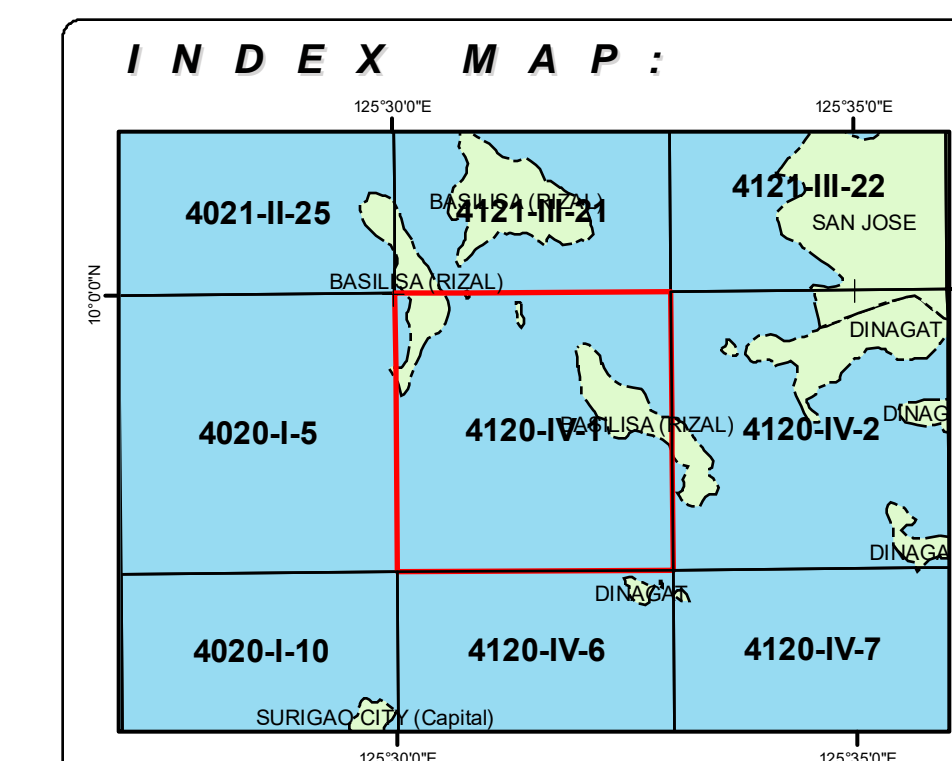 INDEX MAP:
125°30'0"E 125°35'0"E
4021-II-25
BASILISA (RIZAL)
4121-III-21
4121-III-22
SAN JOSE
BASILISA (RIZAL)
10°0'0"N
DINAGAT
4020-I-5
4120-IV-1
BASILISA (RIZAL)
4120-IV-2
DINAG
DINAGA
DINAGAT
4020-I-10
4120-IV-6
4120-IV-7
SURIGAO CITY (Capital)
125°30'0"E 125°35'0"E